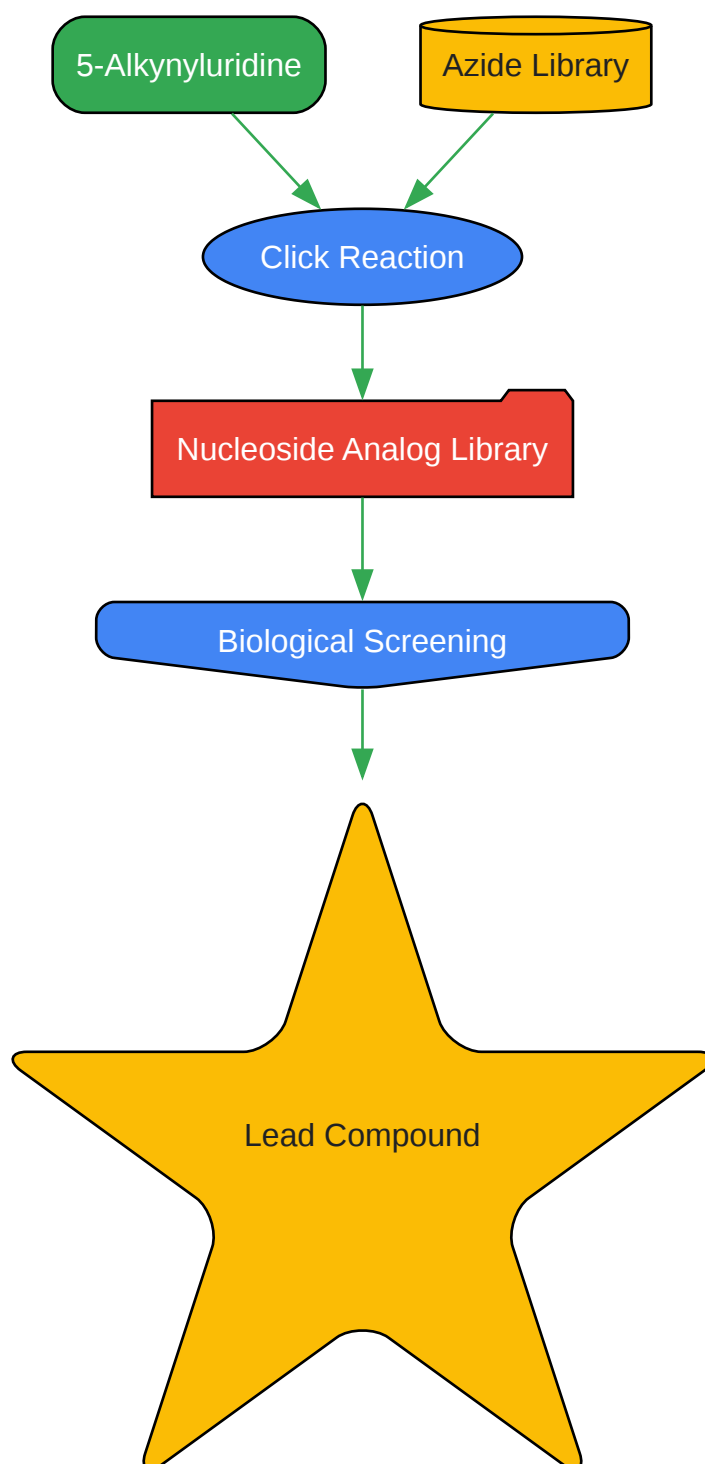 5-Alkynyluridine
Azide Library
Click Reaction
Nucleoside Analog Library
Biological Screening
Lead Compound